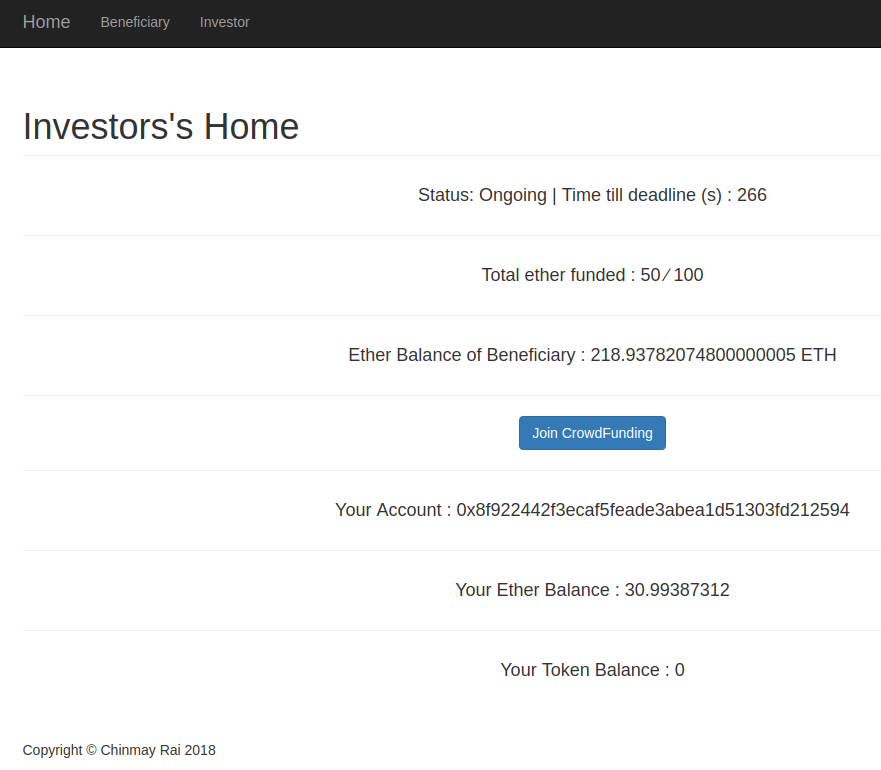 Home Beneficiary Investor
Investors's Home
Status: Ongoing | Time till deadline (s) : 266
Total ether funded : 50 ⁄ 100
Ether Balance of Beneficiary : 218.93782074800000005 ETH
Join CrowdFunding
Your Account : 0x8f922442f3ecaf5feade3abea1d51303fd212594
Your Ether Balance : 30.99387312
Your Token Balance : 0
Copyright © Chinmay Rai 2018